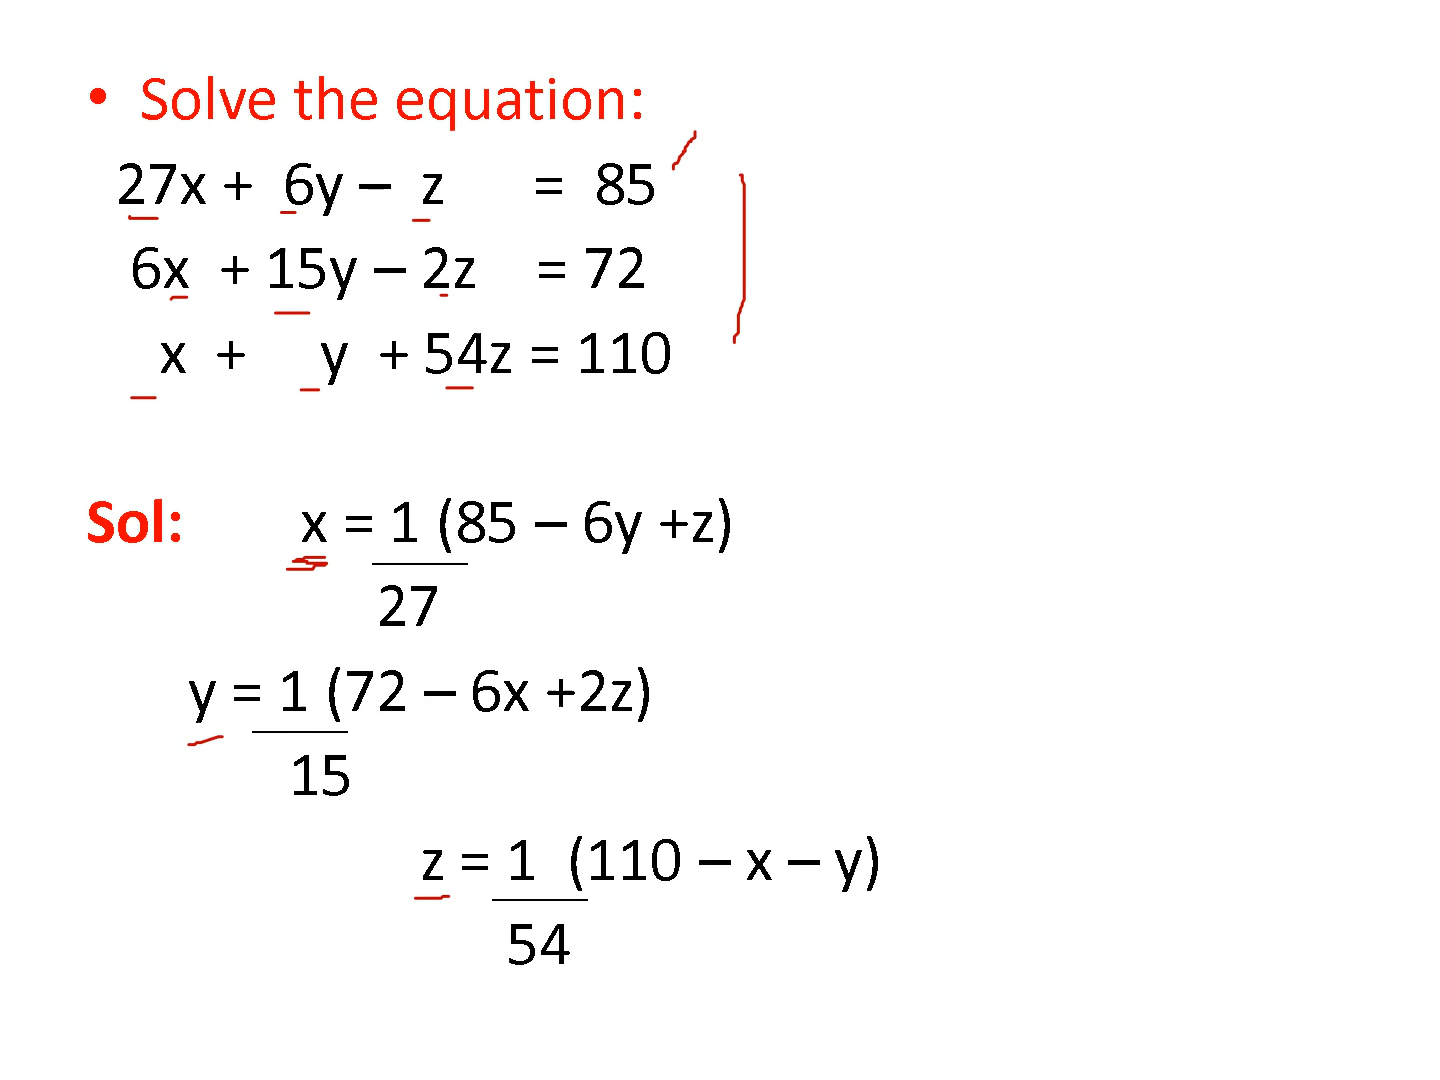 • Solve the equation:
27x + 6y – z = 85
6x + 15y – 2z = 72
x + y + 54z = 110
Sol: x = 1 (85 – 6y +z)
27
y = 1 (72 – 6x +2z)
15
z = 1 (110 – x – y)
54